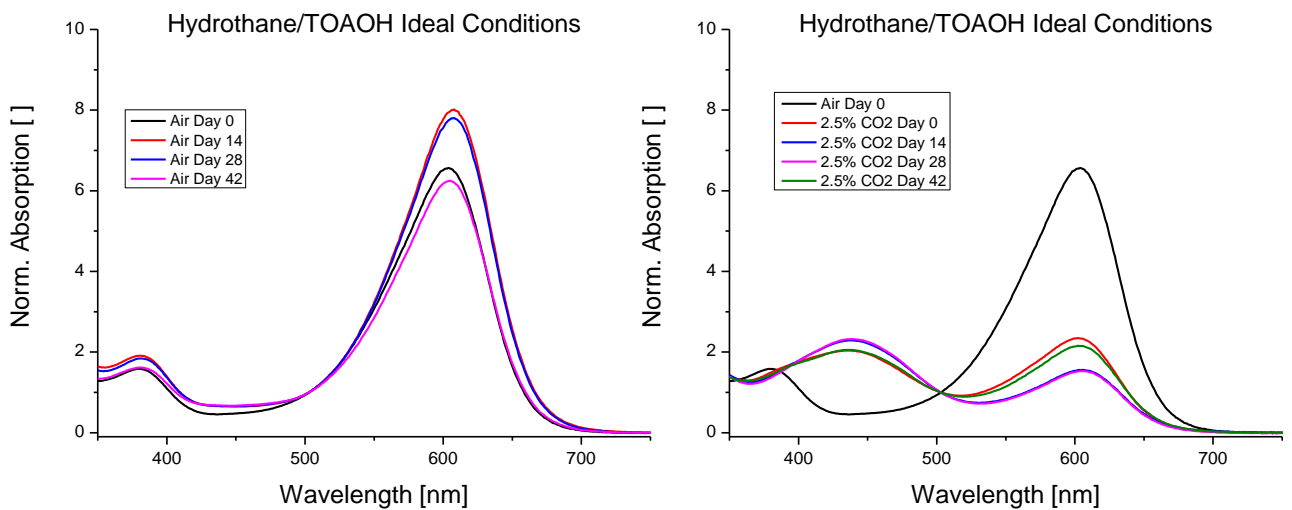 Hydrothane/TOAOH Ideal Conditions
10
8
6
4
2
0
Norm. Absorption [ ]
Air Day 0
Air Day 14
Air Day 28
Air Day 42
400
500
600
700
Wavelength [nm]
Hydrothane/TOAOH Ideal Conditions
10
8
6
4
2
0
Norm. Absorption [ ]
Air Day 0
2.5% CO2 Day 0
2.5% CO2 Day 14
2.5% CO2 Day 28
2.5% CO2 Day 42
400
500
600
700
Wavelength [nm]